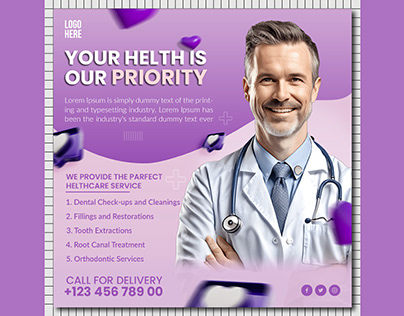 LOGO
HERE
YOUR HELTH IS
OUR PRIORITY
Lorem Ipsum is simply dummy text of the print-
ing and typesetting industry. Lorem Ipsum has
been the industry's standard dummy text ever
WE PROVIDE THE PARFECT
HELTHCARE SERVICE
1. Dental Check-ups and Cleanings
2. Fillings and Restorations
3. Tooth Extractions
4. Root Canal Treatment
5. Orthodontic Services
CALL FOR DELIVERY
+123 456 789 00